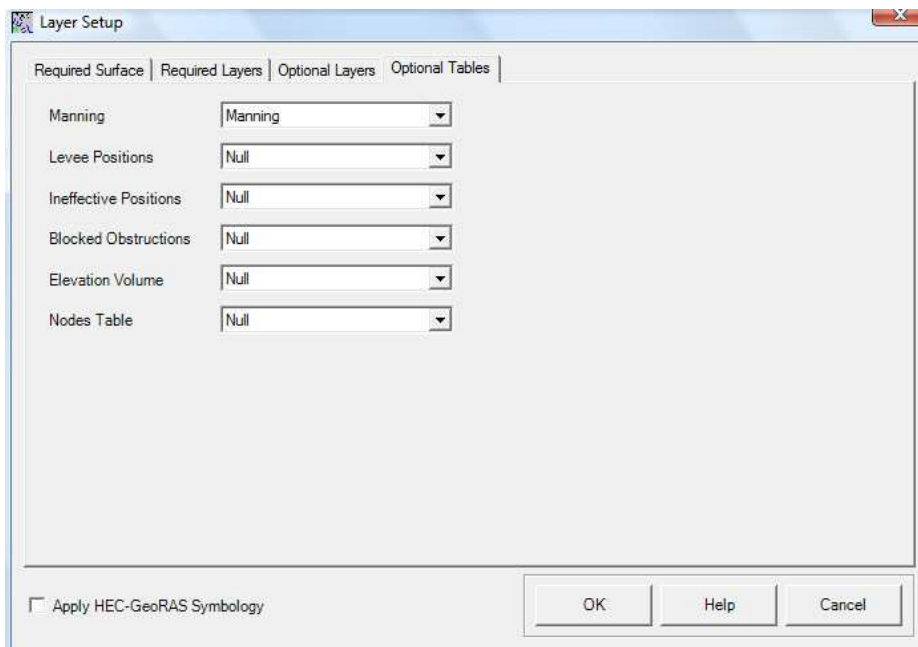 Layer Setup
Required Surface Required Layers Optional Layers Optional Tables
Manning Manning
Levee Positions Null
Ineffective Positions Null
Blocked Obstructions Null
Elevation Volume Null
Nodes Table Null
Apply HEC-GeoRAS Symbology OK Help Cancel